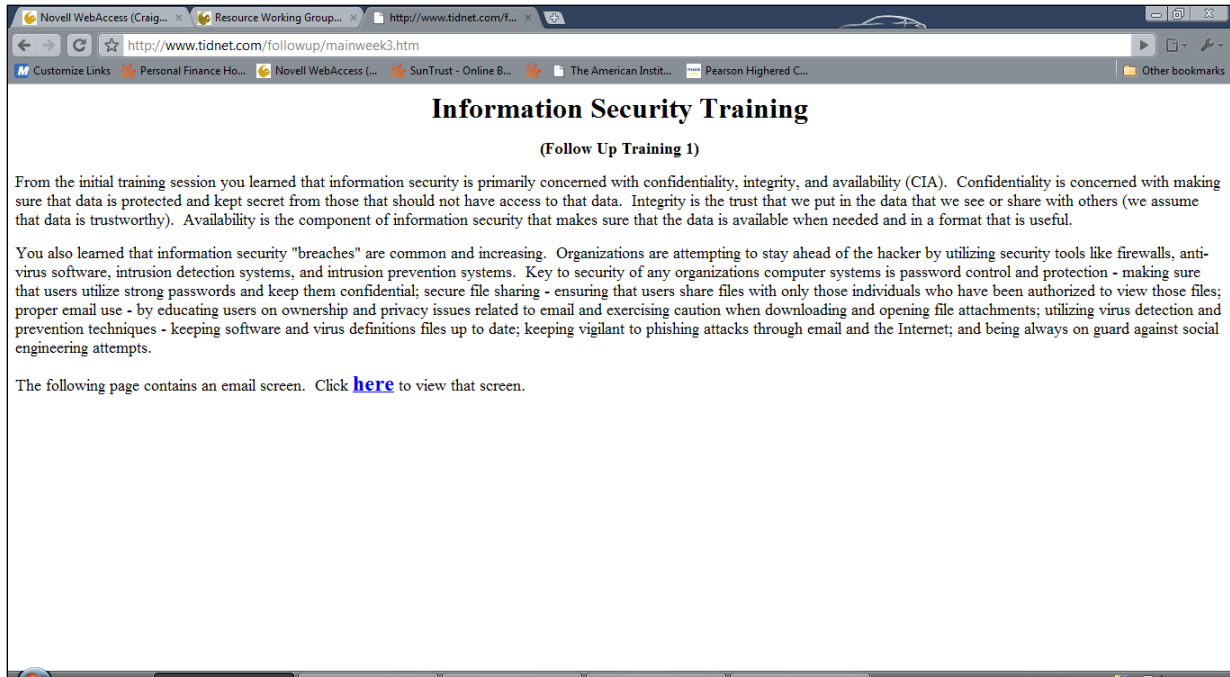 Novell WebAccess (Craig...
Resource Working Group...
http://www.tidnet.com/f...
http://www.tidnet.com/followup/mainweek3.htm
Customize Links
Personal Finance Ho...
Novell WebAccess (...
SunTrust - Online B...
The American Instit...
Pearson Highered C...
Other bookmarks
Information Security Training
(Follow Up Training 1)
From the initial training session you learned that information security is primarily concerned with confidentiality, integrity, and availability (CIA).  Confidentiality is concerned with making
sure that data is protected and kept secret from those that should not have access to that data.  Integrity is the trust that we put in the data that we see or share with others (we assume
that data is trustworthy).  Availability is the component of information security that makes sure that the data is available when needed and in a format that is useful.
You also learned that information security "breaches" are common and increasing.  Organizations are attempting to stay ahead of the hacker by utilizing security tools like firewalls, anti-
virus software, intrusion detection systems, and intrusion prevention systems.  Key to security of any organizations computer systems is password control and protection - making sure
that users utilize strong passwords and keep them confidential; secure file sharing - ensuring that users share files with only those individuals who have been authorized to view those files;
proper email use - by educating users on ownership and privacy issues related to email and exercising caution when downloading and opening file attachments; utilizing virus detection and
prevention techniques - keeping software and virus definitions files up to date; keeping vigilant to phishing attacks through email and the Internet; and being always on guard against social
engineering attempts.
The following page contains an email screen.  Click here to view that screen.